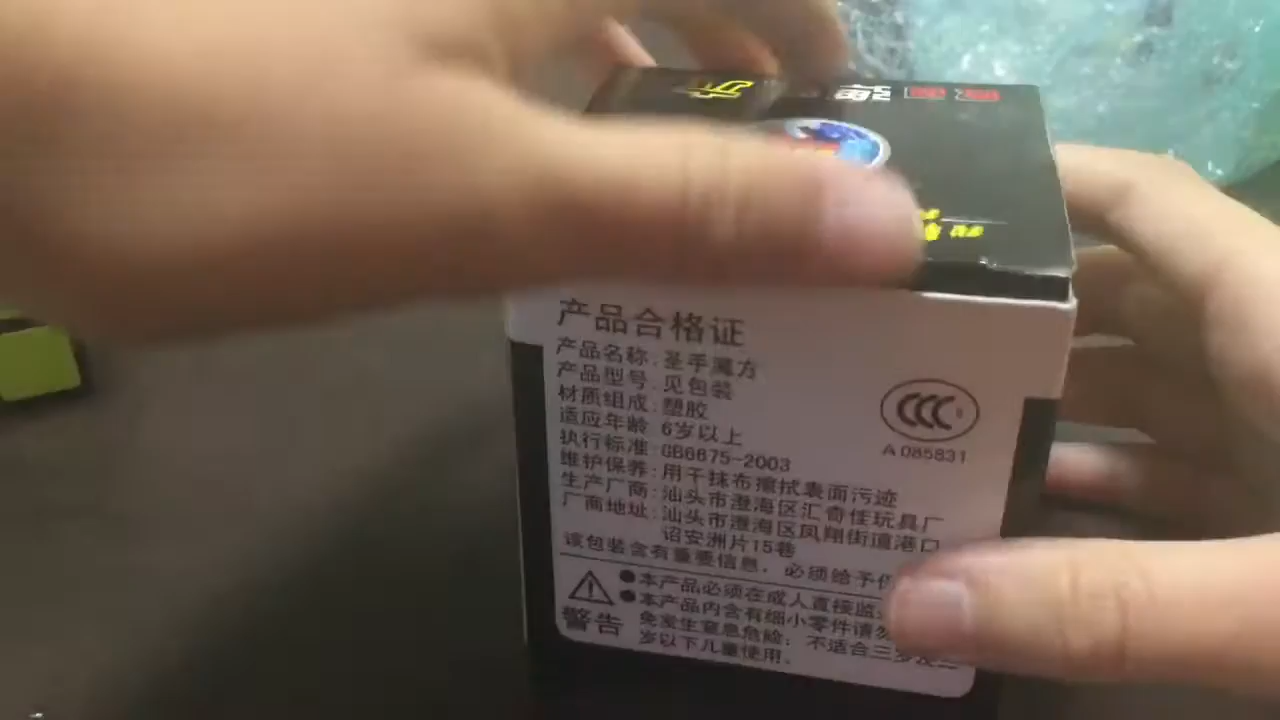 产品合格证
产品名称:圣手魔方
产品型号:见包装
材质组成:塑胶
适应年龄 6岁以上
执行标准:GB6675-2003
维护保养:用干抹布擦拭表面污迹
生产厂商:汕头市澄海区汇奇佳玩具厂
厂商地址:汕头市澄海区凤翔街道港口
诏安洲片15巷
CCC
A 085831
该包装含有重要信息,必须给予
警告
●本产品必须在成人直接监
●本产品内含有细小零件请勿
免发生窒息危险;不适合三岁及三
岁以下儿童使用。